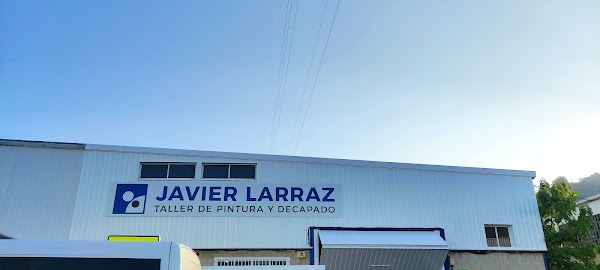 JAVIER LARRAZ
TALLER DE PINTURA Y DECAPADO